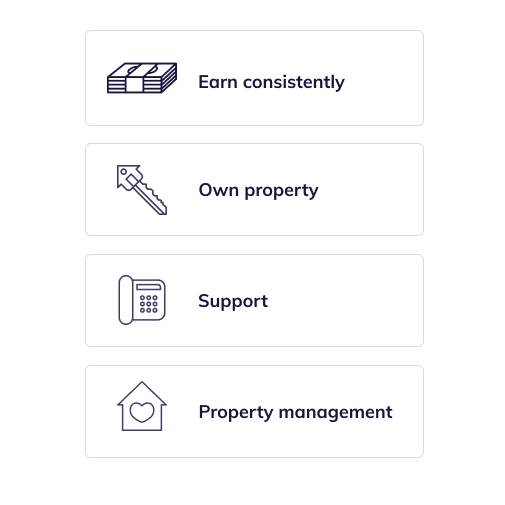 Earn consistently
Own property
Support
Property management